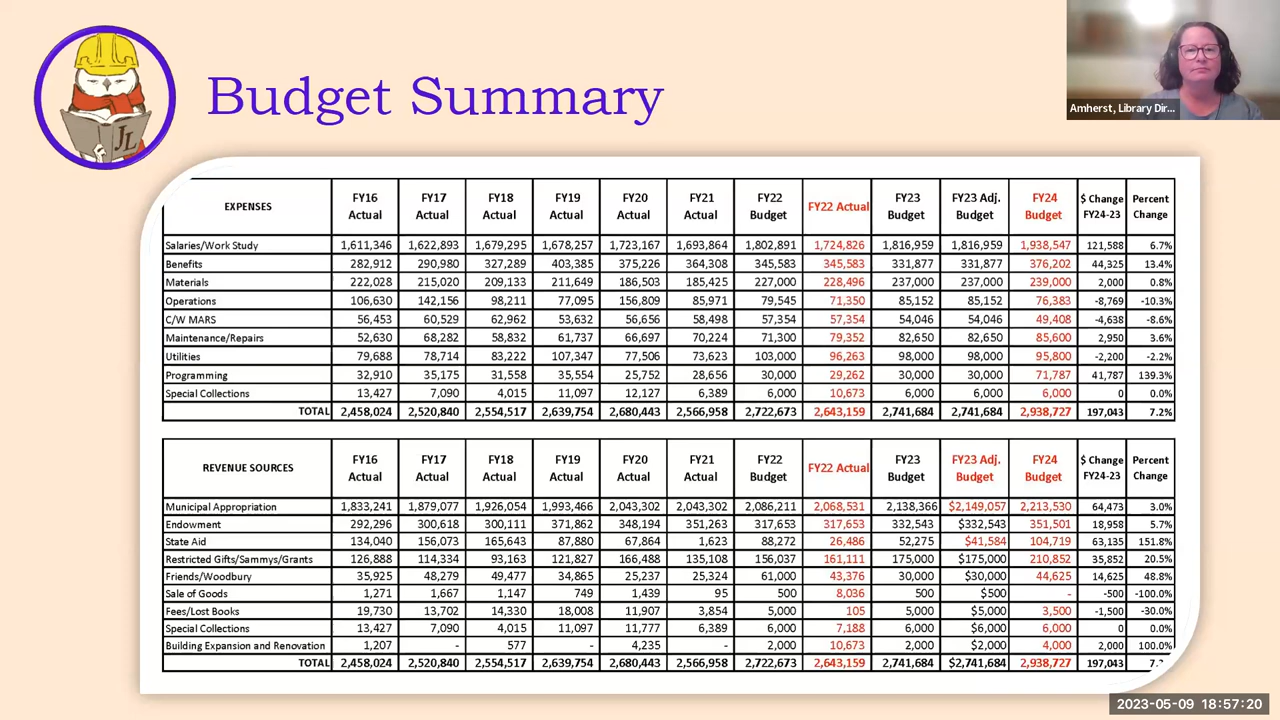 Budget Summary
Amherst, Library Dir...
JL
EXPENSES FY16 Actual FY17 Actual FY18 Actual FY19 Actual FY20 Actual FY21 Actual FY22 Budget FY22 Actual FY23 Budget FY23 Adj. Budget FY24 Budget $ Change FY24-23 Percent Change
Salaries/Work Study 1,611,346 1,622,893 1,679,295 1,678,257 1,723,167 1,693,864 1,802,891 1,724,826 1,816,959 1,816,959 1,938,547 121,588 6.7%
Benefits 282,912 290,980 327,289 403,385 375,226 364,308 345,583 345,583 331,877 331,877 376,202 44,325 13.4%
Materials 222,028 215,020 209,133 211,649 186,503 185,425 227,000 228,496 237,000 237,000 239,000 2,000 0.8%
Operations 106,630 142,156 98,211 77,095 156,809 85,971 79,545 71,350 85,152 85,152 76,383 -8,769 -10.3%
C/W MARS 56,453 60,529 62,962 53,632 56,656 58,498 57,354 57,354 54,046 54,046 49,408 -4,638 -8.6%
Maintenance/Repairs 52,630 68,282 58,832 61,737 66,697 70,224 71,300 79,352 82,650 82,650 85,600 2,950 3.6%
Utilities 79,688 78,714 83,222 107,347 77,506 73,623 103,000 96,263 98,000 98,000 95,800 -2,200 -2.2%
Programming 32,910 35,175 31,558 35,554 25,752 28,656 30,000 29,262 30,000 30,000 71,787 41,787 139.3%
Special Collections 13,427 7,090 4,015 11,097 12,127 6,389 6,000 10,673 6,000 6,000 6,000 0 0.0%
TOTAL 2,458,024 2,520,840 2,554,517 2,639,754 2,680,443 2,566,958 2,722,673 2,643,159 2,741,684 2,741,684 2,938,727 197,043 7.2%
REVENUE SOURCES FY16 Actual FY17 Actual FY18 Actual FY19 Actual FY20 Actual FY21 Actual FY22 Budget FY22 Actual FY23 Budget FY23 Adj. Budget FY24 Budget $ Change FY24-23 Percent Change
Municipal Appropriation 1,833,241 1,879,077 1,926,054 1,993,466 2,043,302 2,043,302 2,086,211 2,068,531 2,138,366 $2,149,057 2,213,530 64,473 3.0%
Endowment 292,296 300,618 300,111 371,862 348,194 351,263 317,653 317,653 332,543 $332,543 351,501 18,958 5.7%
State Aid 134,040 156,073 165,643 87,880 67,864 1,623 88,272 26,486 52,275 $41,584 104,719 63,135 151.8%
Restricted Gifts/Sammys/Grants 126,888 114,334 93,163 121,827 166,488 135,108 156,037 161,111 175,000 $175,000 210,852 35,852 20.5%
Friends/Woodbury 35,925 48,279 49,477 34,865 25,237 25,324 61,000 43,376 30,000 $30,000 44,625 14,625 48.8%
Sale of Goods 1,271 1,667 1,147 749 1,439 95 500 8,036 500 $500 - -500 -100.0%
Fees/Lost Books 19,730 13,702 14,330 18,008 11,907 3,854 5,000 105 5,000 $5,000 3,500 -1,500 -30.0%
Special Collections 13,427 7,090 4,015 11,097 11,777 6,389 6,000 7,188 6,000 $6,000 6,000 0 0.0%
Building Expansion and Renovation 1,207 - 577 - 4,235 - 2,000 10,673 2,000 $2,000 4,000 2,000 100.0%
TOTAL 2,458,024 2,520,840 2,554,517 2,639,754 2,680,443 2,566,958 2,722,673 2,643,159 2,741,684 $2,741,684 2,938,727 197,043
2023-05-09 18:57:20